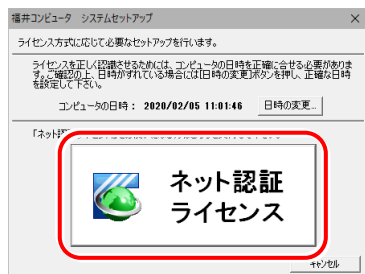 福井コンピュータ システムセットアップ
ライセンス方式に応じて必要なセットアップを行います。
ライセンスを正しく認識させるためには、コンピュータの日時を正確に合せる必要がありま
す。ご確認の上、日時がずれている場合には[日時の変更]ボタンを押し、正確な日時
を設定して下さい。
コンピュータの日時： 2020/02/05 11:01:46 日時の変更...
「ネット認
ネット認証
ライセンス
キャンセル